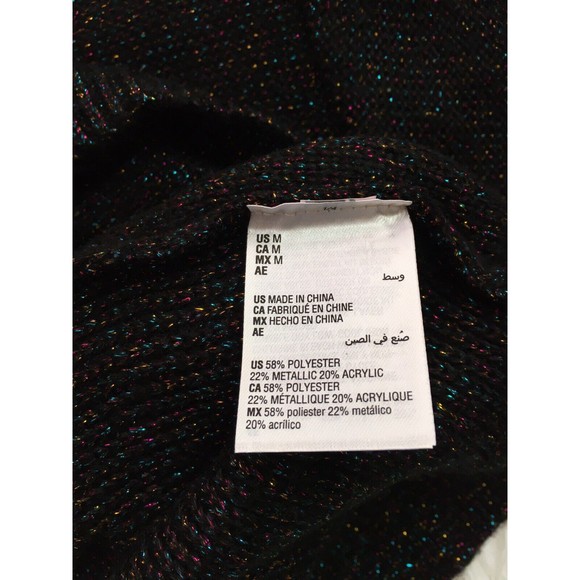 US M
CA M
MX M
AE
وسط
US MADE IN CHINA
CA FABRIQUÉ EN CHINE
MX HECHO EN CHINA
AE
صُنع في الصين
US 58% POLYESTER
22% METALLIC 20% ACRYLIC
CA 58% POLYESTER
22% MÉTALLIQUE 20% ACRYLIQUE
MX 58% poliester 22% metálico
20% acrílico